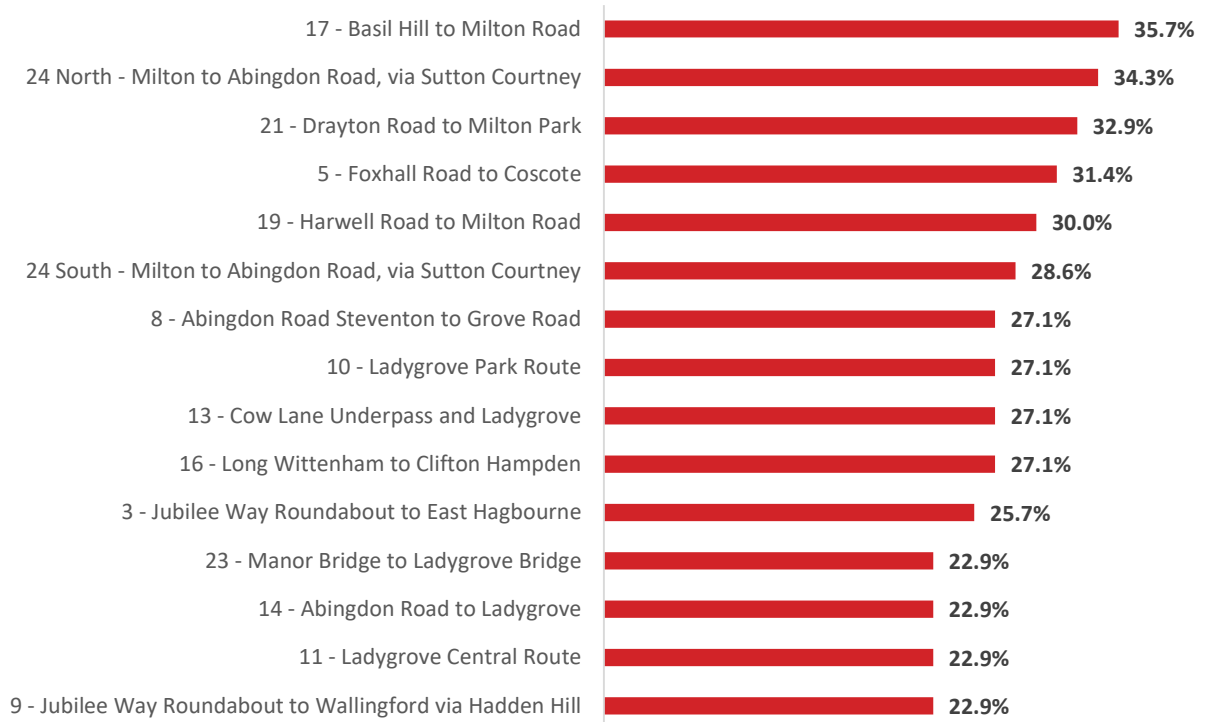 17 - Basil Hill to Milton Road 35.7%
24 North - Milton to Abingdon Road, via Sutton Courtney 34.3%
21 - Drayton Road to Milton Park 32.9%
5 - Foxhall Road to Coscote 31.4%
19 - Harwell Road to Milton Road 30.0%
24 South - Milton to Abingdon Road, via Sutton Courtney 28.6%
8 - Abingdon Road Steventon to Grove Road 27.1%
10 - Ladygrove Park Route 27.1%
13 - Cow Lane Underpass and Ladygrove 27.1%
16 - Long Wittenham to Clifton Hampden 27.1%
3 - Jubilee Way Roundabout to East Hagbourne 25.7%
23 - Manor Bridge to Ladygrove Bridge 22.9%
14 - Abingdon Road to Ladygrove 22.9%
11 - Ladygrove Central Route 22.9%
9 - Jubilee Way Roundabout to Wallingford via Hadden Hill 22.9%